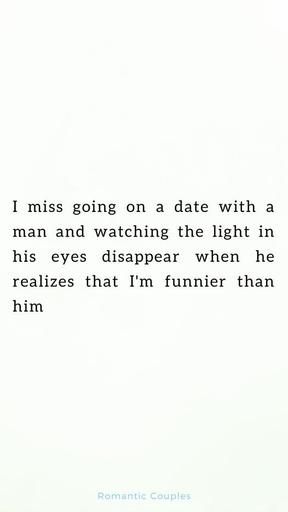 I miss going on a date with a
man and watching the light in
his eyes disappear when he
realizes that I'm funnier than
him
Romantic Couples